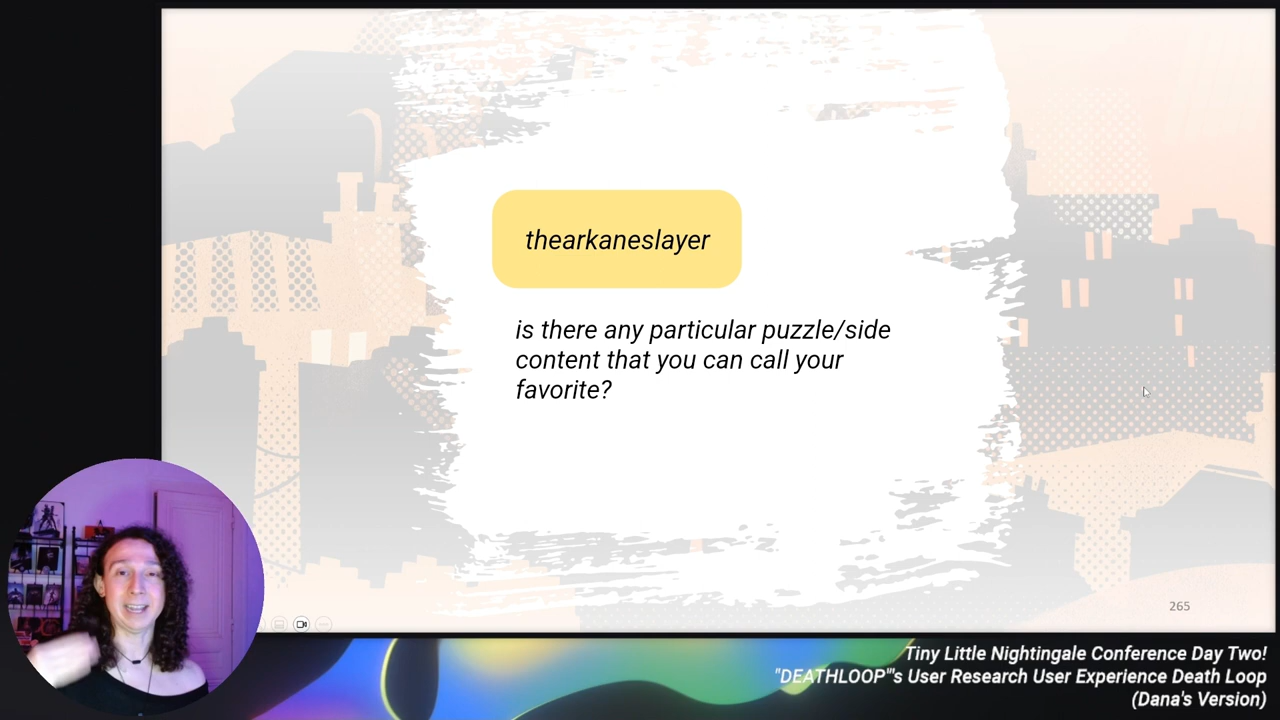 thearkaneslayer
is there any particular puzzle/side
content that you can call your
favorite?
265
Tiny Little Nightingale Conference Day Two!
"DEATHLOOP"'s User Research User Experience Death Loop
(Dana's Version)